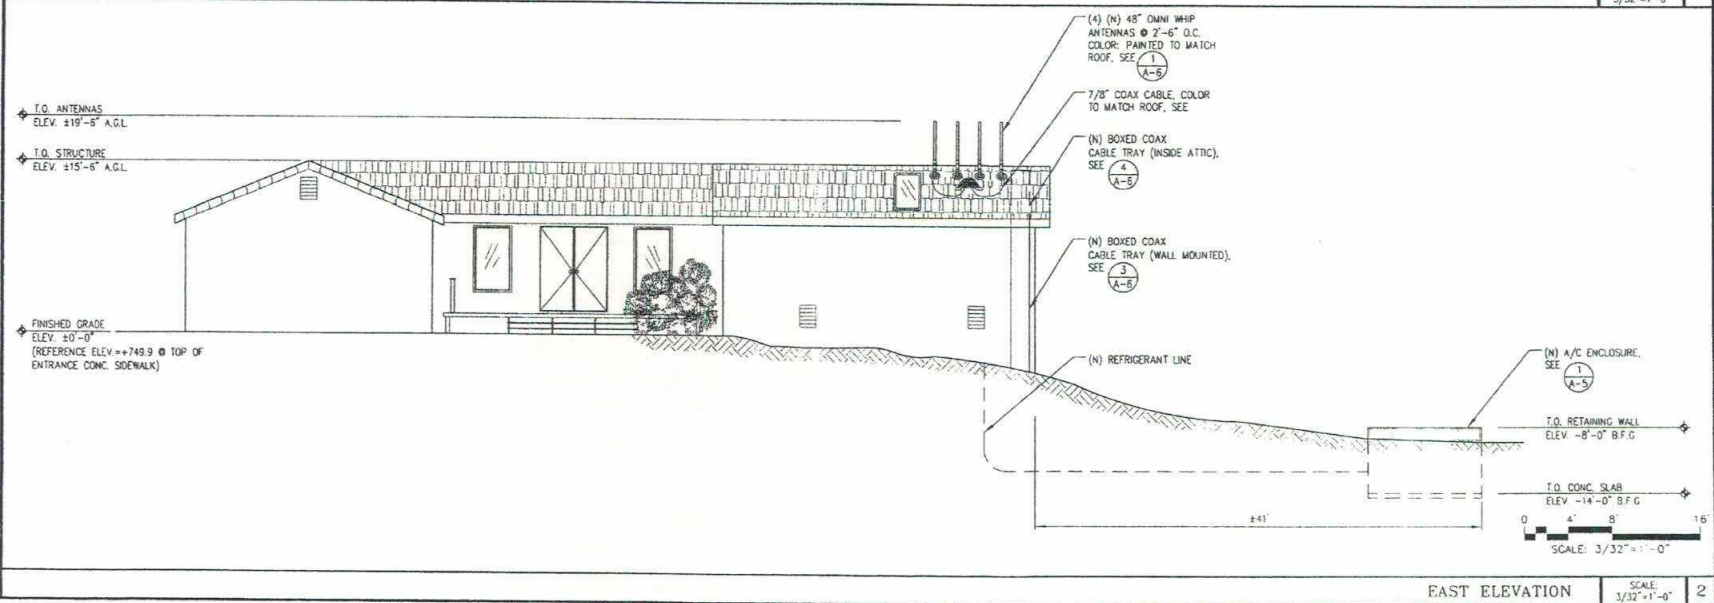 3/32"=1'-0"
(4) (N) 48" OMNI WHIP
ANTENNAS @ 2'-6" O.C.
COLOR: PAINTED TO MATCH
ROOF, SEE 1
A-6
7/8" COAX CABLE, COLOR
TO MATCH ROOF, SEE
(N) BOXED COAX
CABLE TRAY (INSIDE ATTIC),
SEE 4
A-6
(N) BOXED COAX
CABLE TRAY (WALL MOUNTED),
SEE 3
A-6
(N) REFRIGERANT LINE
T.O. ANTENNAS
ELEV. ±19'-6" A.G.L.
T.O. STRUCTURE
ELEV. ±15'-6" A.G.L.
FINISHED GRADE
ELEV. ±0'-0"
(REFERENCE ELEV.=+749.9 @ TOP OF
ENTRANCE CONC. SIDEWALK)
(N) A/C ENCLOSURE,
SEE 1
A-5
T.O. RETAINING WALL
ELEV. -8'-0" B.F.G
T.O. CONC. SLAB
ELEV -14'-0" B.F.G
±41'
0 4' 8' 16'
SCALE: 3/32"=1'-0"
EAST ELEVATION
SCALE:
3/32"=1'-0"
2